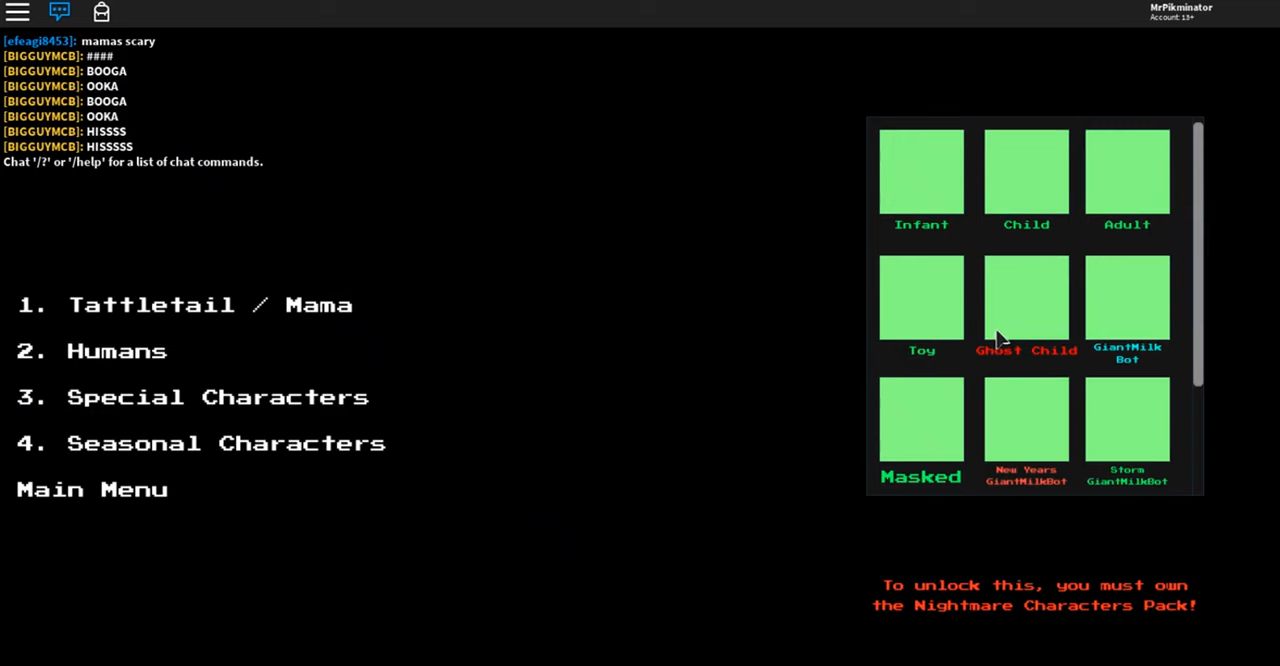 MrPikminator
Account: 13+
[efeagi8453]: mamas scary
[BIGGUYMCB]: ####
[BIGGUYMCB]: BOOGA
[BIGGUYMCB]: OOKA
[BIGGUYMCB]: BOOGA
[BIGGUYMCB]: OOKA
[BIGGUYMCB]: HISSSS
[BIGGUYMCB]: HISSSSS
Chat '/?' or '/help' for a list of chat commands.
1. Tattletail / Mama
2. Humans
3. Special Characters
4. Seasonal Characters
Main Menu
Infant
Child
Adult
Toy
Ghost Child
GiantMilk
Bot
Masked
New Years
GiantMilkBot
Storm
GiantMilkBot
To unlock this, you must own
the Nightmare Characters Pack!